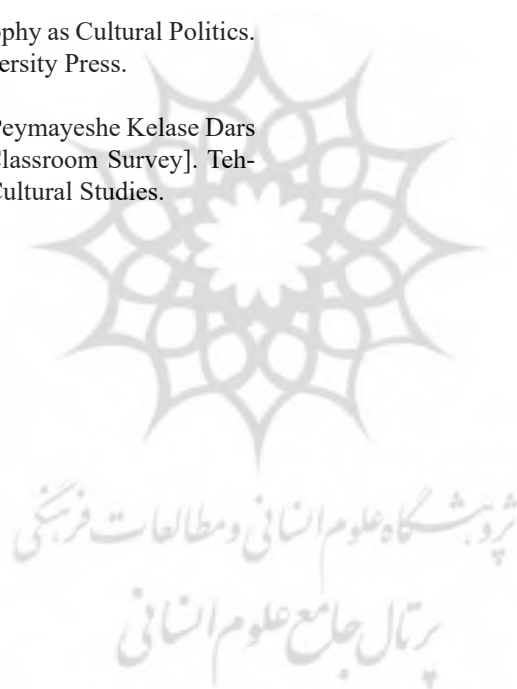 phy as Cultural Politics.
ersity Press.
Peymayeshe Kelase Dars
Classroom Survey]. Teh-
Cultural Studies.
پژوهشگاه علوم انسانی و مطالعات فرهنگی
پرتال جامع علوم انسانی